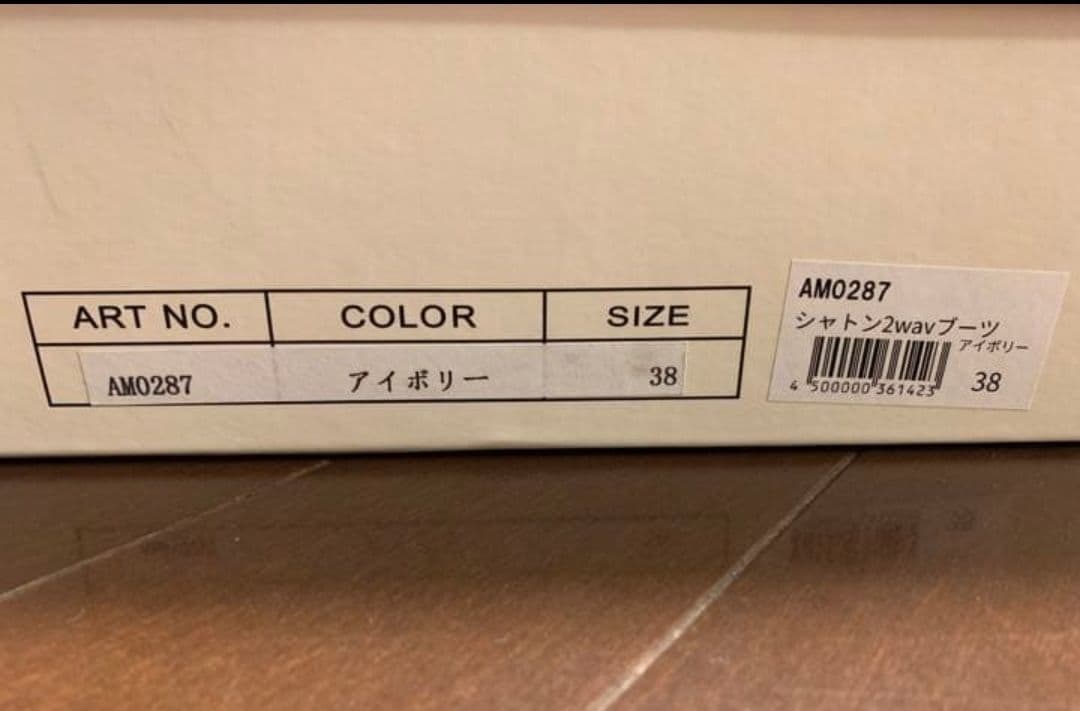 ART NO. COLOR SIZE
AM0287 アイボリー 38
AM0287
シャトン2wayブーツ
アイボリー
4 500000 361423
38